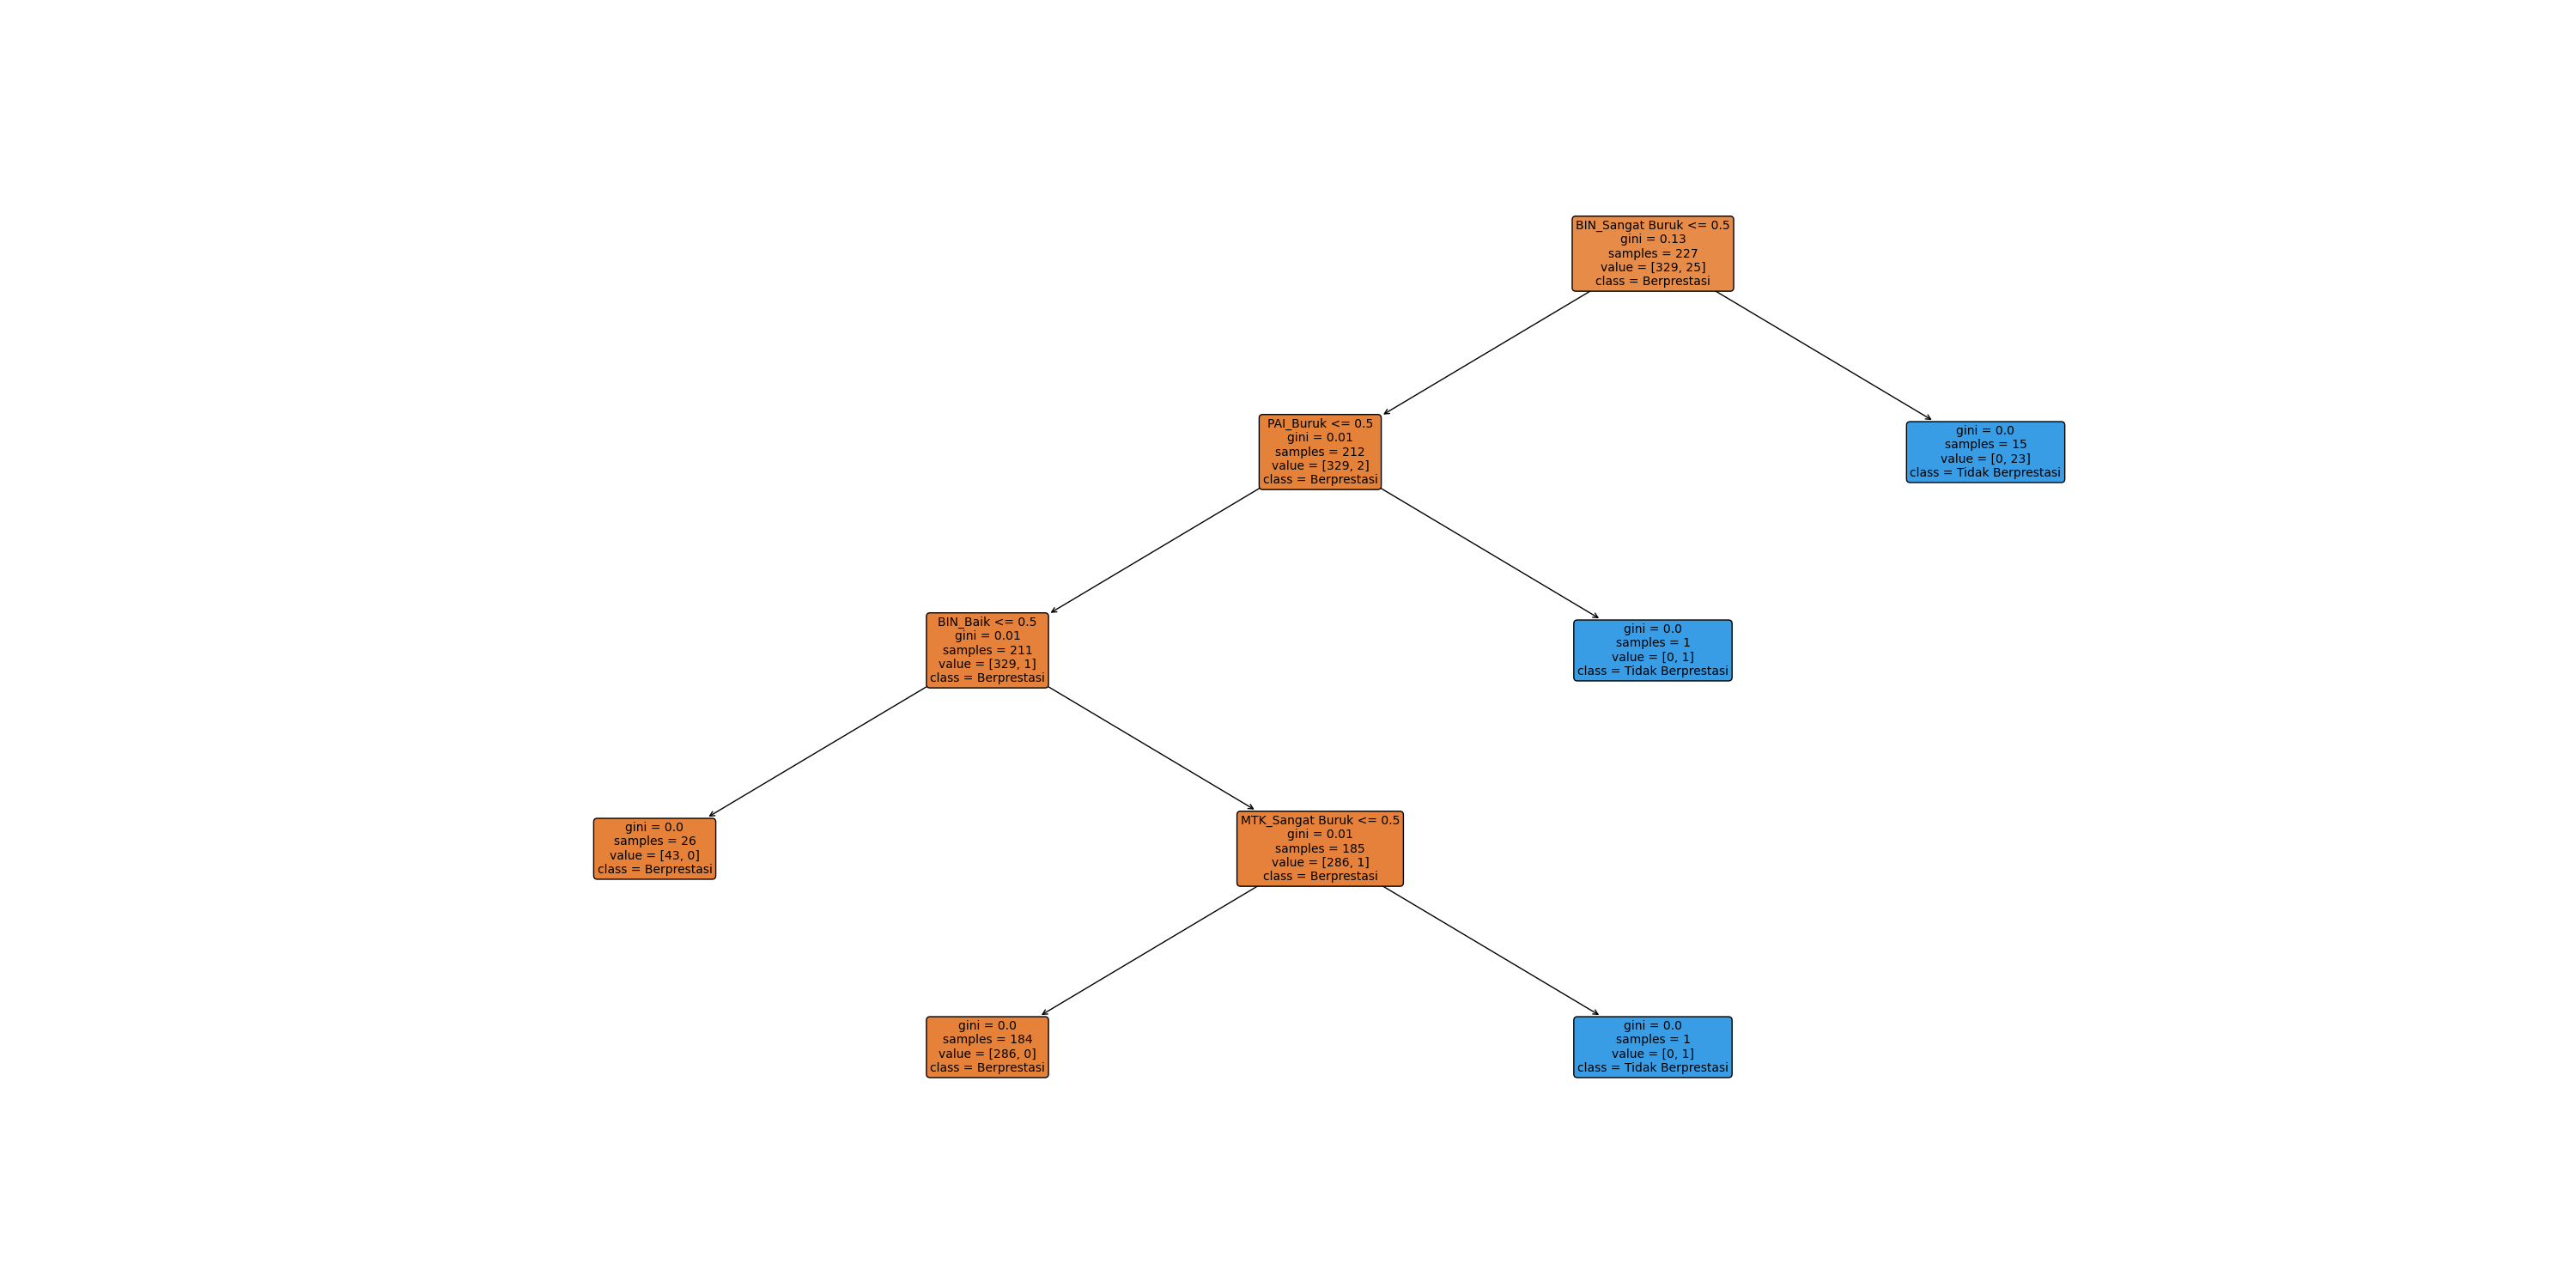 BIN_Sangat Buruk <= 0.5
gini = 0.13
samples = 227
value = [329, 25]
class = Berprestasi
PAI_Buruk <= 0.5
gini = 0.01
samples = 212
value = [329, 2]
class = Berprestasi
gini = 0.0
samples = 15
value = [0, 23]
class = Tidak Berprestasi
BIN_Baik <= 0.5
gini = 0.01
samples = 211
value = [329, 1]
class = Berprestasi
gini = 0.0
samples = 1
value = [0, 1]
class = Tidak Berprestasi
gini = 0.0
samples = 26
value = [43, 0]
class = Berprestasi
MTK_Sangat Buruk <= 0.5
gini = 0.01
samples = 185
value = [286, 1]
class = Berprestasi
gini = 0.0
samples = 184
value = [286, 0]
class = Berprestasi
gini = 0.0
samples = 1
value = [0, 1]
class = Tidak Berprestasi